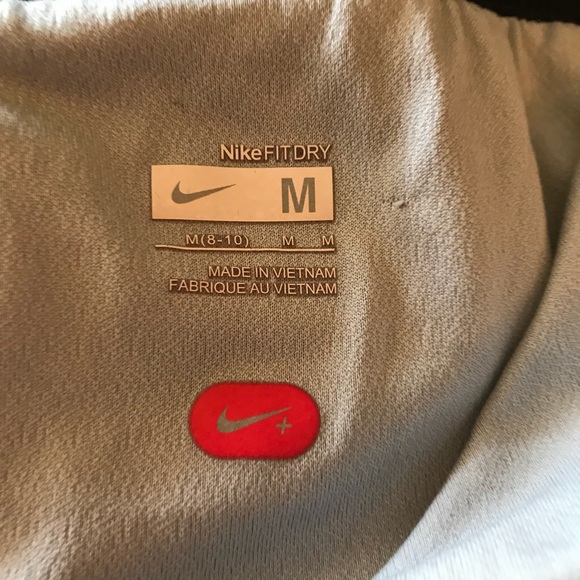 NikeFITDRY
M
M(8-10) M M
MADE IN VIETNAM
FABRIQUE AU VIETNAM
+